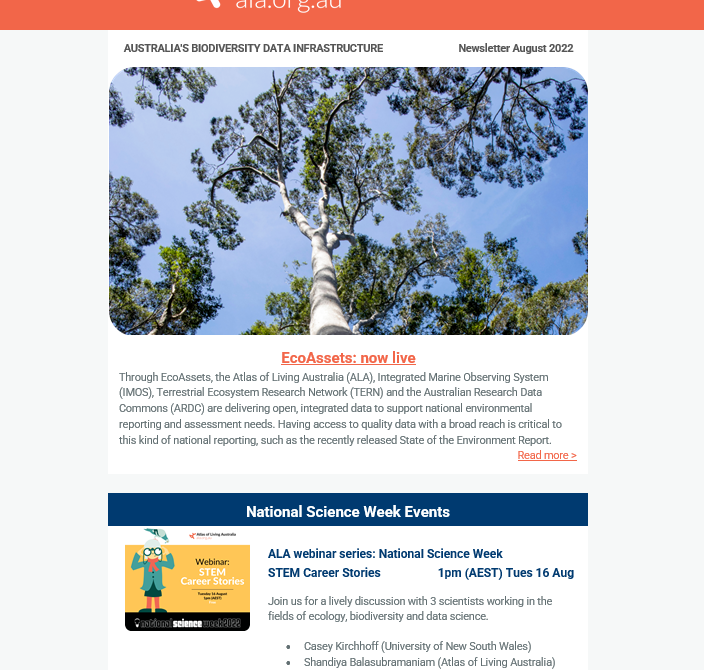 ala.org.au
AUSTRALIA'S BIODIVERSITY DATA INFRASTRUCTURE Newsletter August 2022
EcoAssets: now live
Through EcoAssets, the Atlas of Living Australia (ALA), Integrated Marine Observing System
(IMOS), Terrestrial Ecosystem Research Network (TERN) and the Australian Research Data
Commons (ARDC) are delivering open, integrated data to support national environmental
reporting and assessment needs. Having access to quality data with a broad reach is critical to
this kind of national reporting, such as the recently released State of the Environment Report.
Read more >
National Science Week Events
Atlas of Living Australia
Webinar:
STEM
Career Stories
Tuesday 16 August
1pm (AEST)
nationalscienceweek2022
ALA webinar series: National Science Week
STEM Career Stories 1pm (AEST) Tues 16 Aug
Join us for a lively discussion with 3 scientists working in the
fields of ecology, biodiversity and data science.
• Casey Kirchhoff (University of New South Wales)
• Shandiya Balasubramaniam (Atlas of Living Australia)